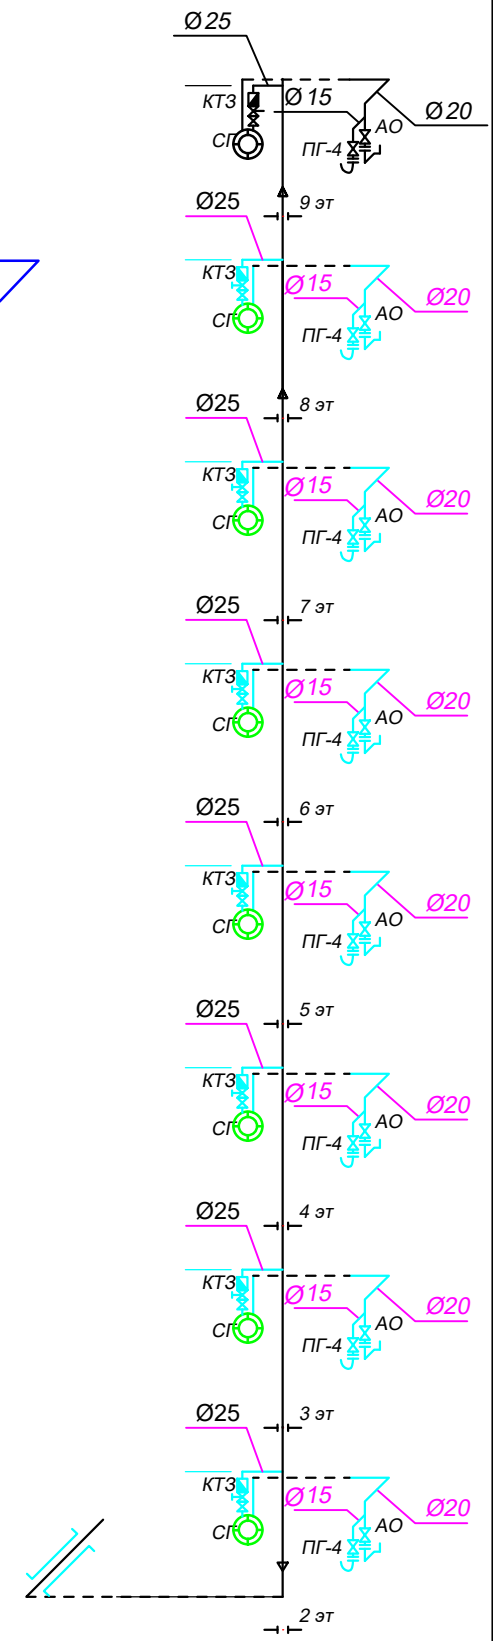 Ø25
КТЗ
Ø15
Ø20
СГ
АО
ПГ-4
9 эт
Ø25
КТЗ
Ø15
Ø20
СГ
АО
ПГ-4
8 эт
Ø25
КТЗ
Ø15
Ø20
СГ
АО
ПГ-4
7 эт
Ø25
КТЗ
Ø15
Ø20
СГ
АО
ПГ-4
6 эт
Ø25
КТЗ
Ø15
Ø20
СГ
АО
ПГ-4
5 эт
Ø25
КТЗ
Ø15
Ø20
СГ
АО
ПГ-4
4 эт
Ø25
КТЗ
Ø15
Ø20
СГ
АО
ПГ-4
3 эт
Ø25
КТЗ
Ø15
Ø20
СГ
АО
ПГ-4
2 эт